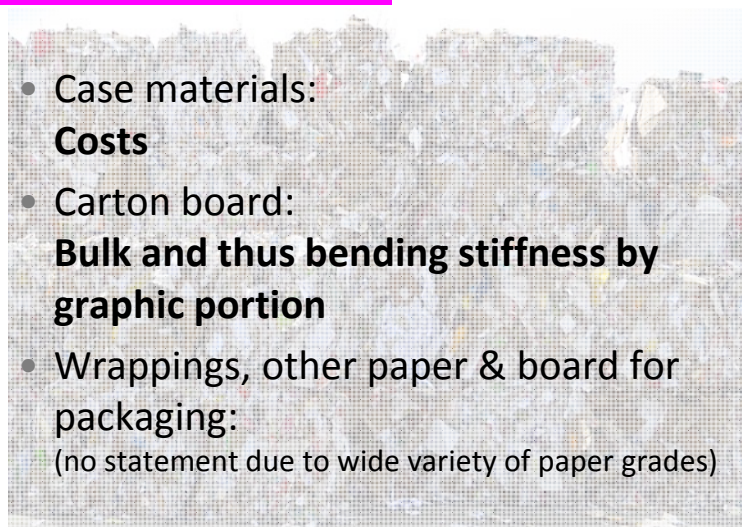 • Case materials:
Costs
• Carton board:
Bulk and thus bending stiffness by
graphic portion
• Wrappings, other paper & board for
packaging:
(no statement due to wide variety of paper grades)